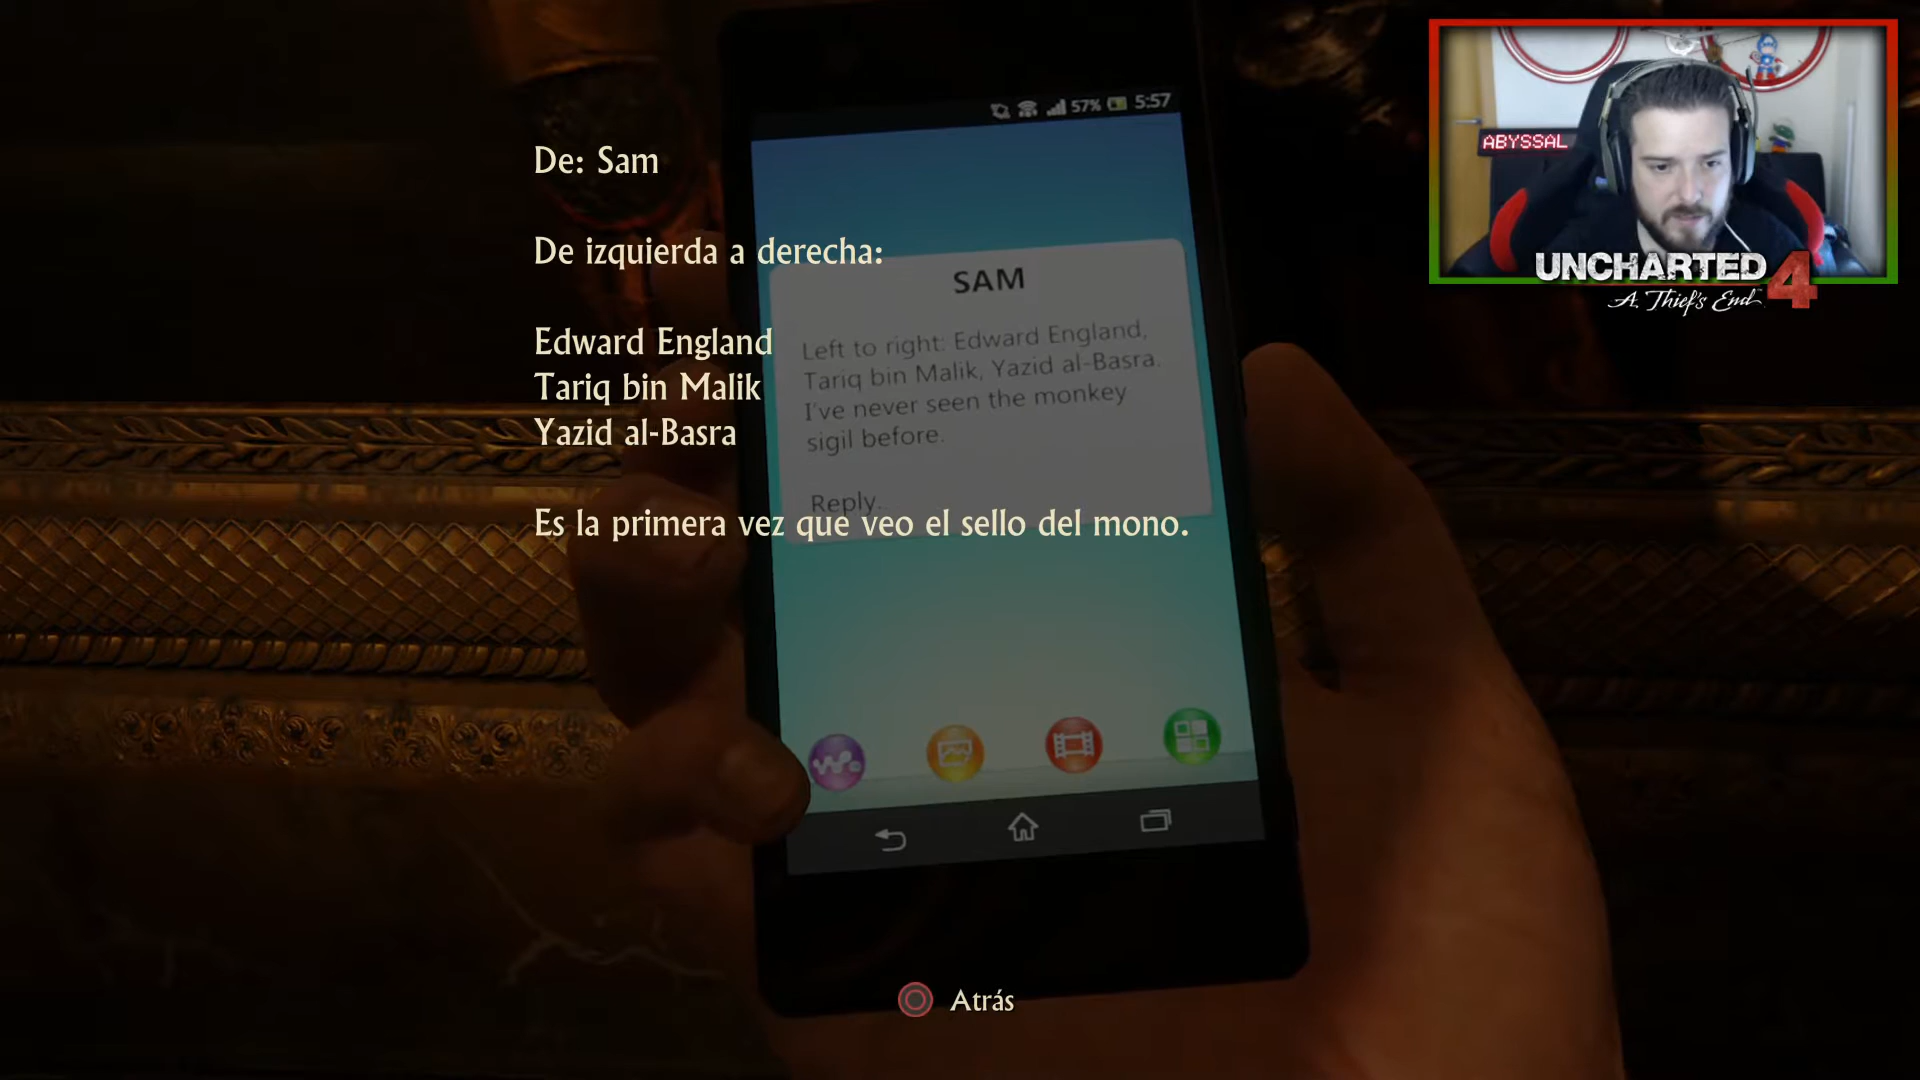 57% 5:57
De: Sam
De izquierda a derecha:
Edward England
Tariq bin Malik
Yazid al-Basra
Es la primera vez que veo el sello del mono.
SAM
Left to right: Edward England,
Tariq bin Malik, Yazid al-Basra.
I've never seen the monkey
sigil before.
Reply..
Atrás
ABYSSAL
UNCHARTED 4
A Thief's End